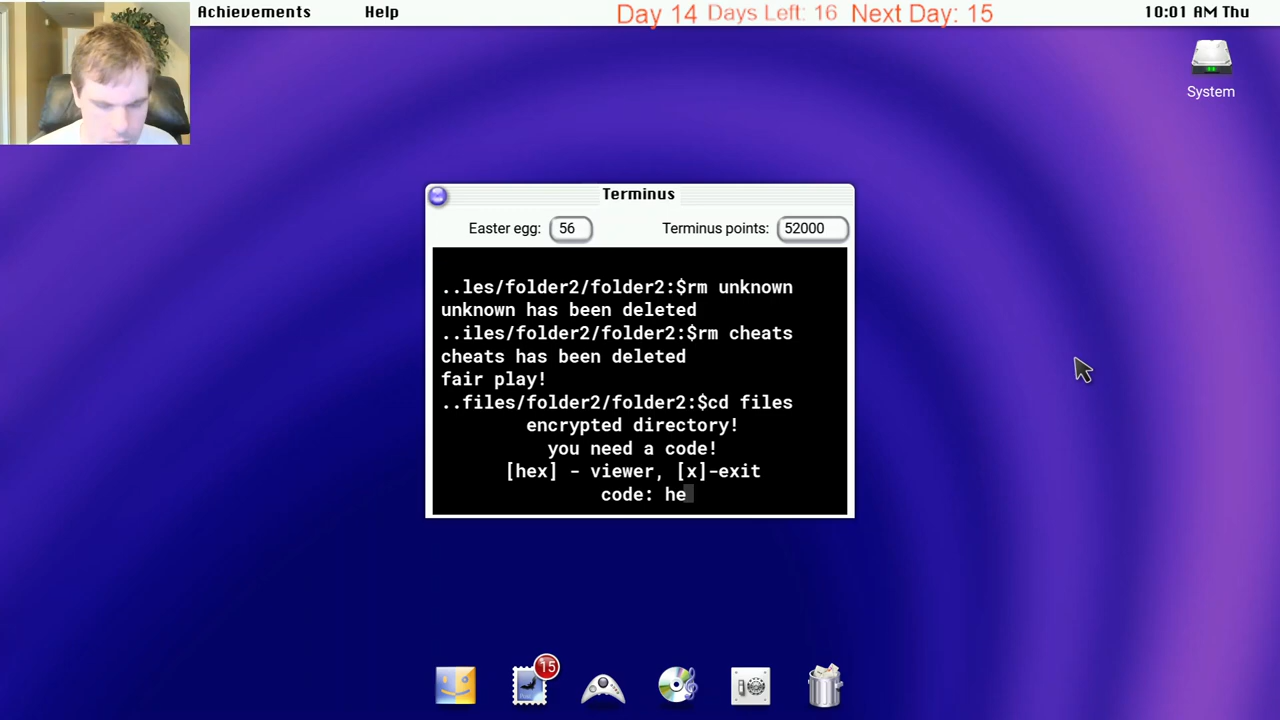 Achievements Help Day 14 Days Left: 16 Next Day: 15 10:01 AM Thu
System
Terminus
Easter egg: 56 Terminus points: 52000
..les/folder2/folder2:$rm unknown
unknown has been deleted
..iles/folder2/folder2:$rm cheats
cheats has been deleted
fair play!
..files/folder2/folder2:$cd files
encrypted directory!
you need a code!
[hex] - viewer, [x]-exit
code: he
15